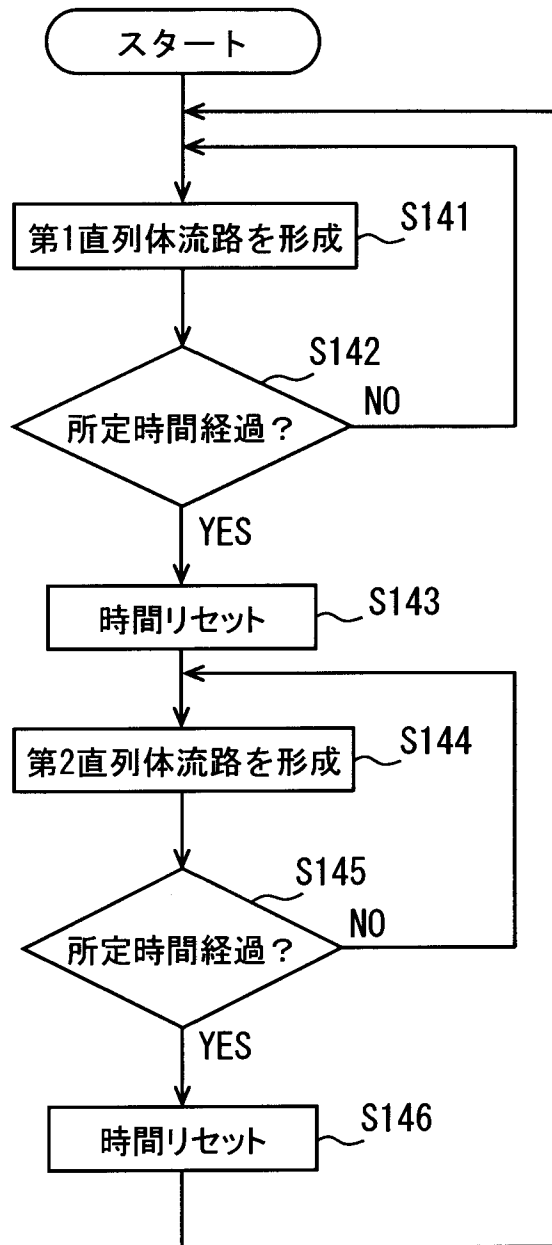 スタート
第1直列体流路を形成
S141
S142
所定時間経過?
NO
YES
時間リセット
S143
第2直列体流路を形成
S144
S145
所定時間経過?
NO
YES
時間リセット
S146